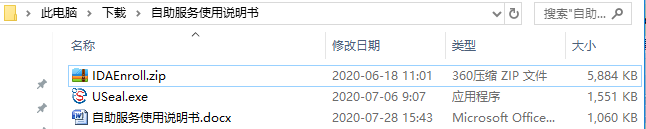 此电脑 › 下载 › 自助服务使用说明书 搜索"自助...
名称 修改日期 类型 大小
IDAEnroll.zip 2020-06-18 11:01 360压缩 ZIP 文件 5,884 KB
USeal.exe 2020-07-06 9:07 应用程序 1,551 KB
自助服务使用说明书.docx 2020-07-28 15:43 Microsoft Office... 1,060 KB